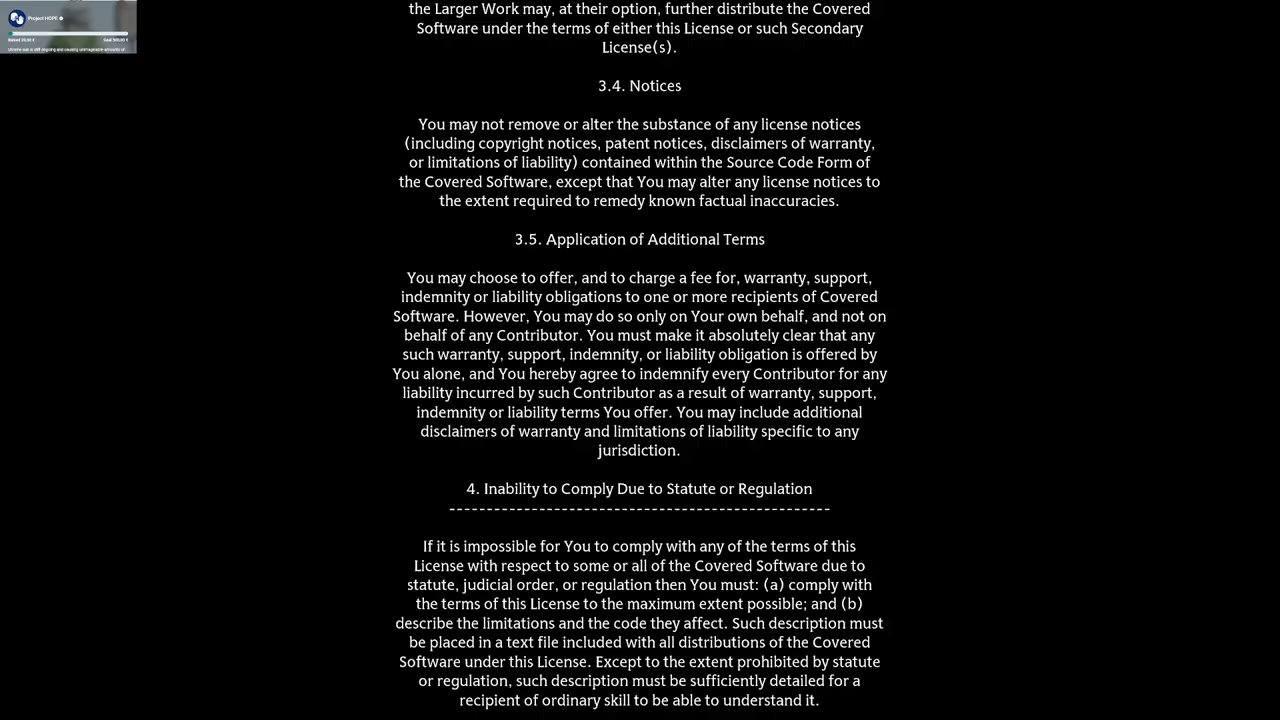 Project HOPE
the Larger Work may, at their option, further distribute the Covered
Software under the terms of either this License or such Secondary
License(s).
3.4. Notices
You may not remove or alter the substance of any license notices
(including copyright notices, patent notices, disclaimers of warranty,
or limitations of liability) contained within the Source Code Form of
the Covered Software, except that You may alter any license notices to
the extent required to remedy known factual inaccuracies.
3.5. Application of Additional Terms
You may choose to offer, and to charge a fee for, warranty, support,
indemnity or liability obligations to one or more recipients of Covered
Software. However, You may do so only on Your own behalf, and not on
behalf of any Contributor. You must make it absolutely clear that any
such warranty, support, indemnity, or liability obligation is offered by
You alone, and You hereby agree to indemnify every Contributor for any
liability incurred by such Contributor as a result of warranty, support,
indemnity or liability terms You offer. You may include additional
disclaimers of warranty and limitations of liability specific to any
jurisdiction.
4. Inability to Comply Due to Statute or Regulation
---------------------------------------------------
If it is impossible for You to comply with any of the terms of this
License with respect to some or all of the Covered Software due to
statute, judicial order, or regulation then You must: (a) comply with
the terms of this License to the maximum extent possible; and (b)
describe the limitations and the code they affect. Such description must
be placed in a text file included with all distributions of the Covered
Software under this License. Except to the extent prohibited by statute
or regulation, such description must be sufficiently detailed for a
recipient of ordinary skill to be able to understand it.